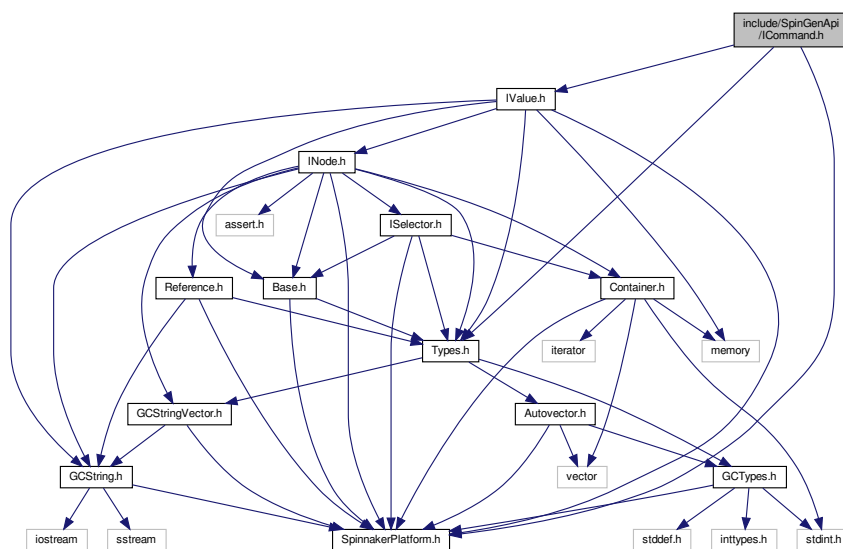 include/SpinGenApi
/ICommand.h
IValue.h
INode.h
assert.h
ISelector.h
Reference.h
Base.h
Container.h
Types.h
iterator
memory
GCStringVector.h
Autovector.h
GCString.h
vector
GCTypes.h
iostream
sstream
SpinnakerPlatform.h
stddef.h
inttypes.h
stdint.h